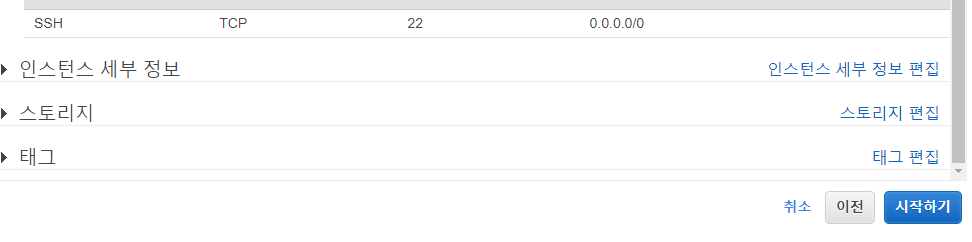 SSH TCP 22 0.0.0.0/0
인스턴스 세부 정보 인스턴스 세부 정보 편집
스토리지 스토리지 편집
태그 태그 편집
취소 이전 시작하기